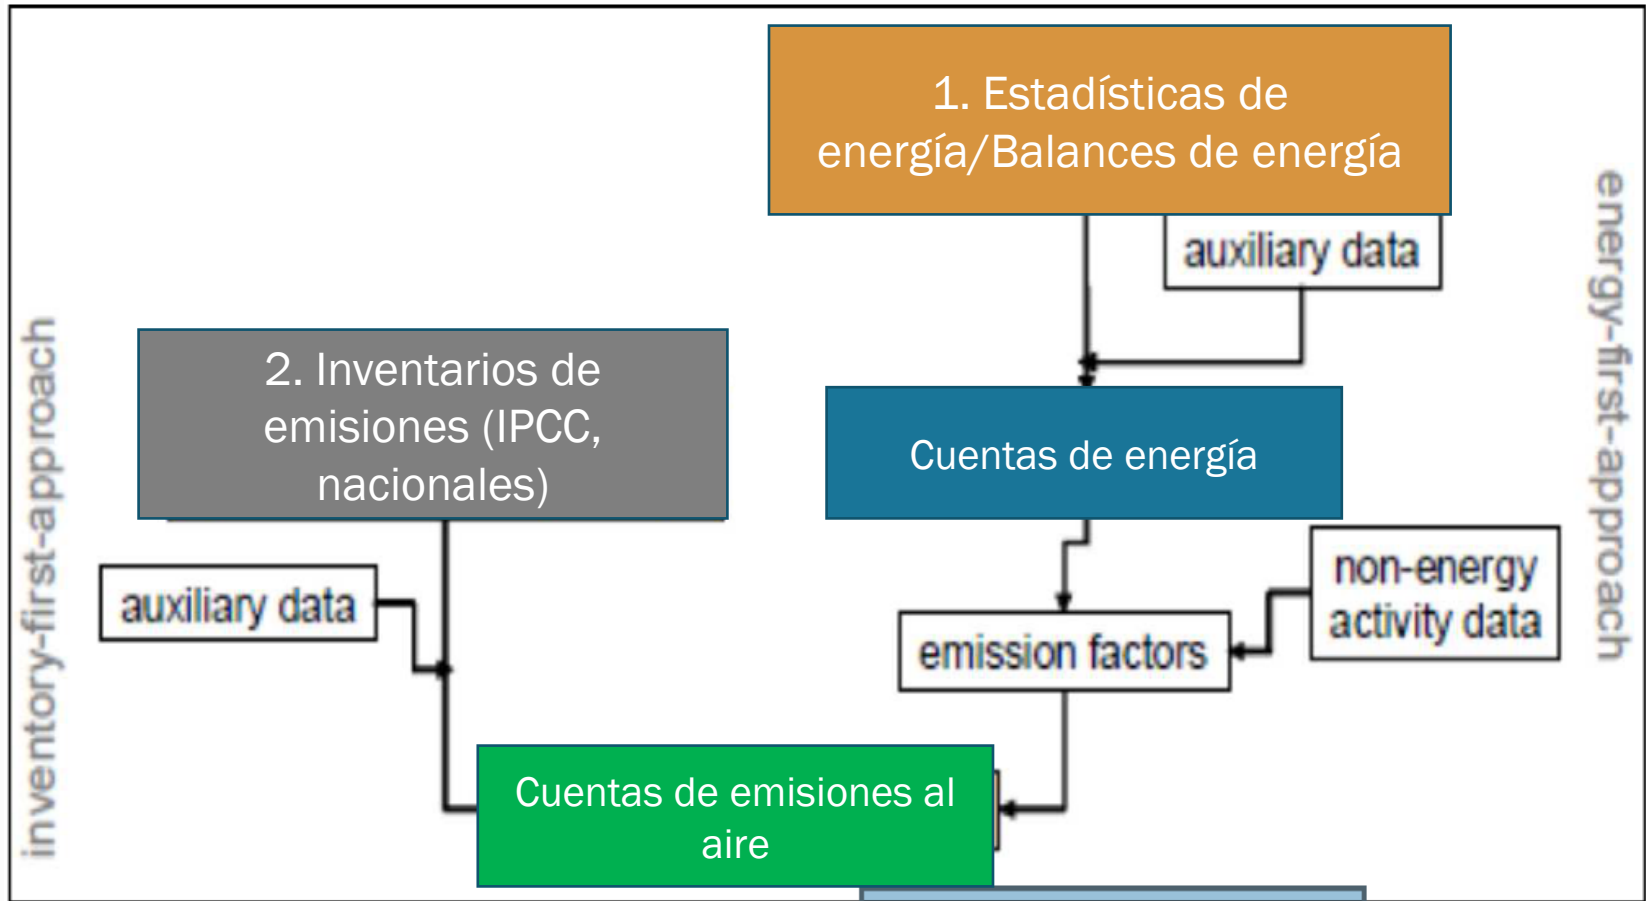 1. Estadísticas de
energía/Balances de energía
auxiliary data
energy-first-approach
2. Inventarios de
emisiones (IPCC,
nacionales)
Cuentas de energía
inventory-first-approach
auxiliary data
non-energy
activity data
emission factors
Cuentas de emisiones al
aire